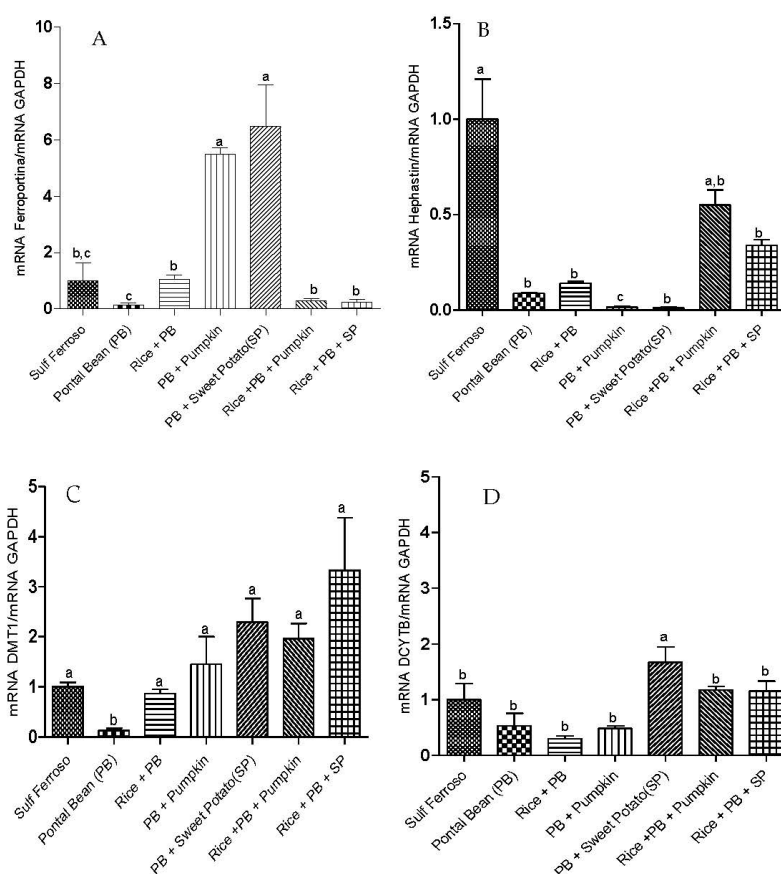 A
mRNA Ferroportina/mRNA GAPDH
10
8
6
4
2
0
b,c
c
b
a
a
b
b
Sulf Ferroso
Pontal Bean (PB)
Rice + PB
PB + Pumpkin
PB + Sweet Potato(SP)
Rice +PB + Pumpkin
Rice + PB + SP
B
mRNA Hephastin/mRNA GAPDH
1.5
1.0
0.5
0.0
a
b
b
c
b
a,b
b
Sulf Ferroso
Pontal Bean (PB)
Rice + PB
PB + Pumpkin
PB + Sweet Potato(SP)
Rice +PB + Pumpkin
Rice + PB + SP
C
mRNA DMT1/mRNA GAPDH
5
4
3
2
1
0
a
b
a
a
a
a
a
Sulf Ferroso
Pontal Bean (PB)
Rice + PB
PB + Pumpkin
PB + Sweet Potato(SP)
Rice +PB + Pumpkin
Rice + PB + SP
D
mRNA DCYTB/mRNA GAPDH
5
4
3
2
1
0
b
b
b
b
a
b
b
Sulf Ferroso
Pontal Bean (PB)
Rice + PB
PB + Pumpkin
PB + Sweet Potato(SP)
Rice +PB + Pumpkin
Rice + PB + SP